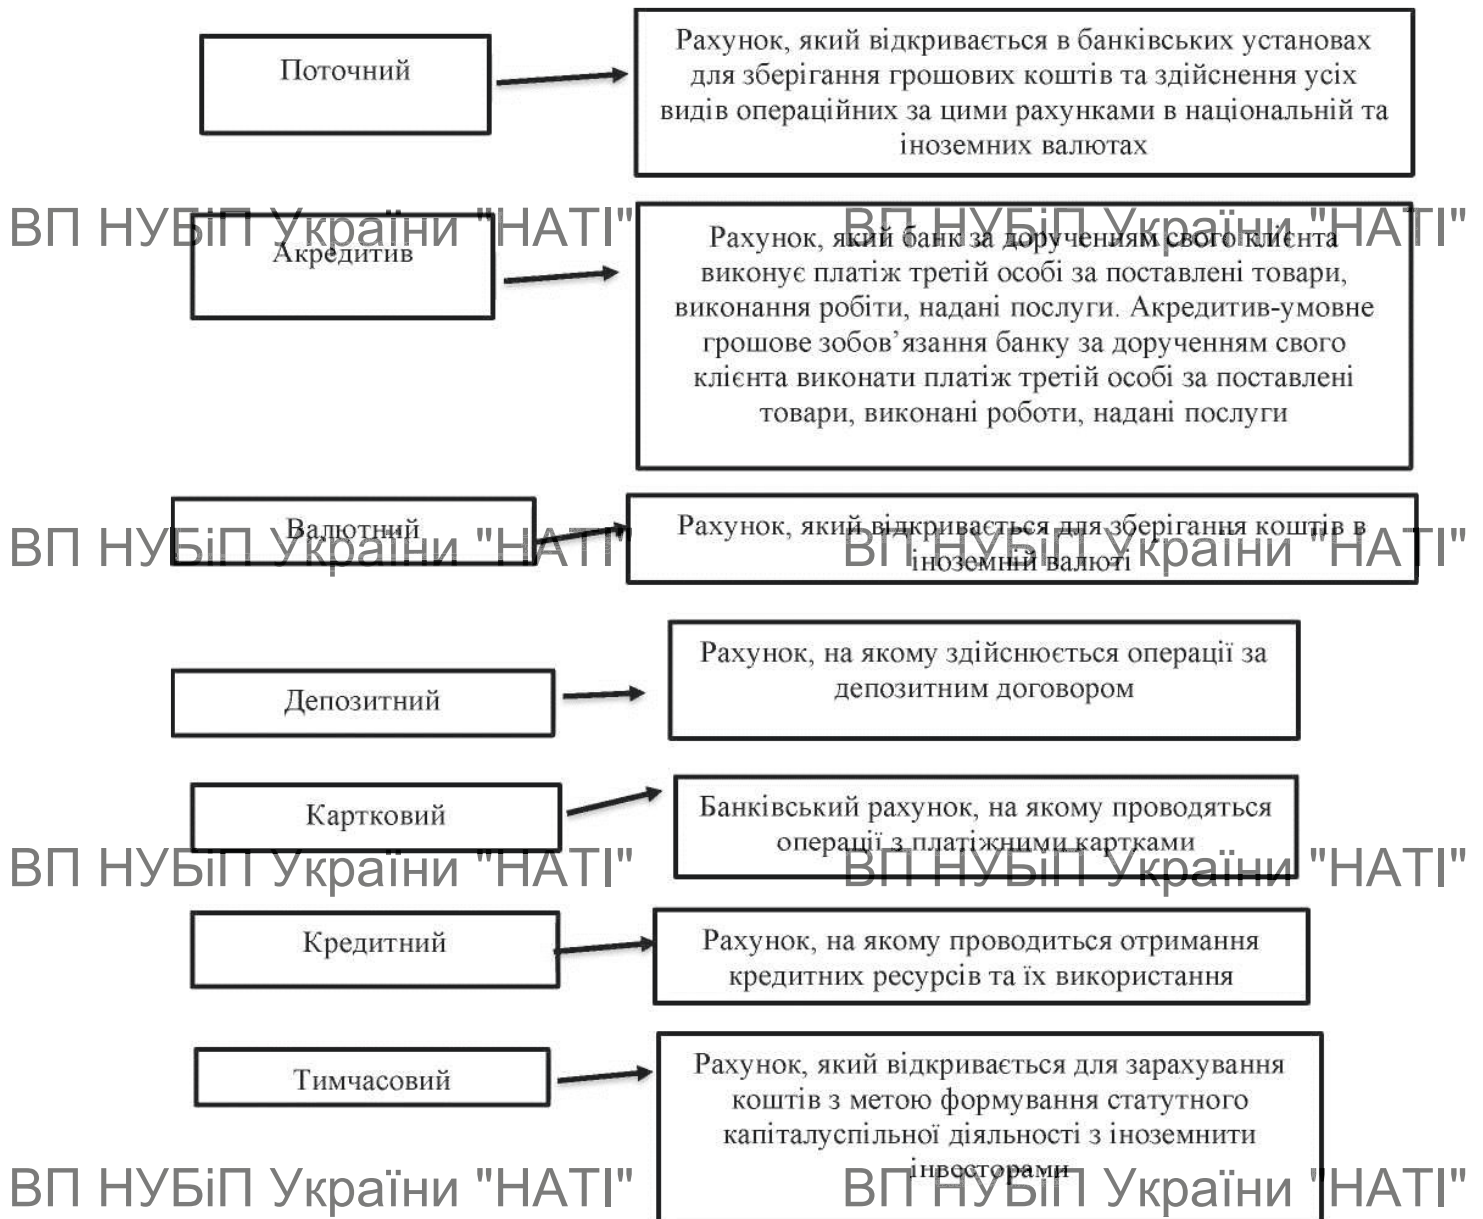 Поточний
Рахунок, який відкривається в банківських установах
для зберігання грошових коштів та здійснення усіх
видів операційних за цими рахунками в національній та
іноземних валютах
ВП НУБіП України "НАТІ"
ВП НУБіП України "НАТІ"
Акредитив
Рахунок, який банк за дорученням свого клієнта
виконує платіж третій особі за поставлені товари,
виконання робіти, надані послуги. Акредитив-умовне
грошове зобов’язання банку за дорученням свого
клієнта виконати платіж третій особі за поставлені
товари, виконані роботи, надані послуги
Валютний
Рахунок, який відкривається для зберігання коштів в
іноземній валюті
ВП НУБіП України "НАТІ"
ВП НУБіП України "НАТІ"
Депозитний
Рахунок, на якому здійснюється операції за
депозитним договором
Картковий
Банківський рахунок, на якому проводяться
операції з платіжними картками
ВП НУБіП України "НАТІ"
ВП НУБіП України "НАТІ"
Кредитний
Рахунок, на якому проводиться отримання
кредитних ресурсів та їх використання
Тимчасовий
Рахунок, який відкривається для зарахування
коштів з метою формування статутного
капіталуспільної діяльності з іноземнити
інвесторами
ВП НУБіП України "НАТІ"
ВП НУБіП України "НАТІ"